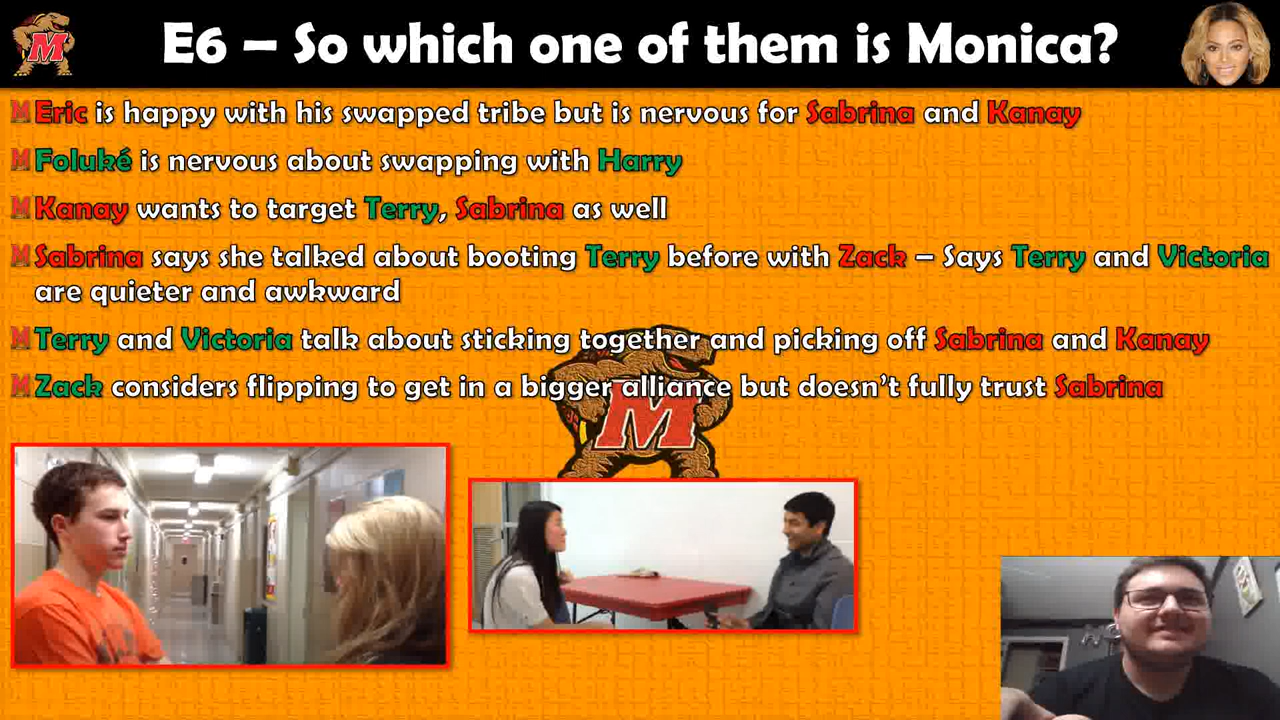 M
E6 – So which one of them is Monica?
Eric is happy with his swapped tribe but is nervous for Sabrina and Kanay
Foluké is nervous about swapping with Harry
Kanay wants to target Terry, Sabrina as well
Sabrina says she talked about booting Terry before with Zack – Says Terry and Victoria
are quieter and awkward
Terry and Victoria talk about sticking together and picking off Sabrina and Kanay
Zack considers flipping to get in a bigger alliance but doesn't fully trust Sabrina
M